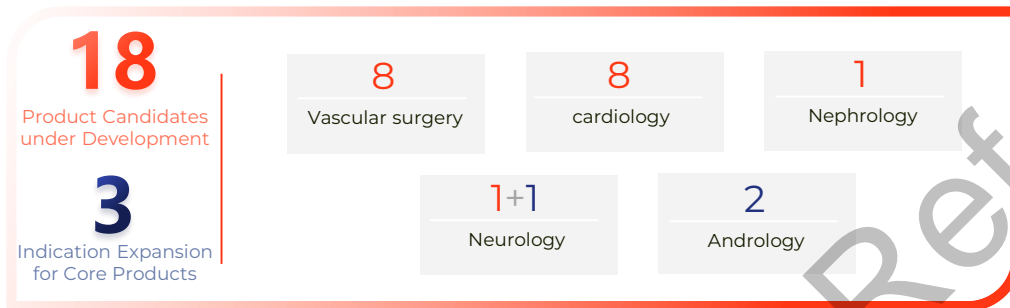 18
Product Candidates
under Development
3
Indication Expansion
for Core Products
8
Vascular surgery
8
cardiology
1
Nephrology
1+1
Neurology
2
Andrology
Ref